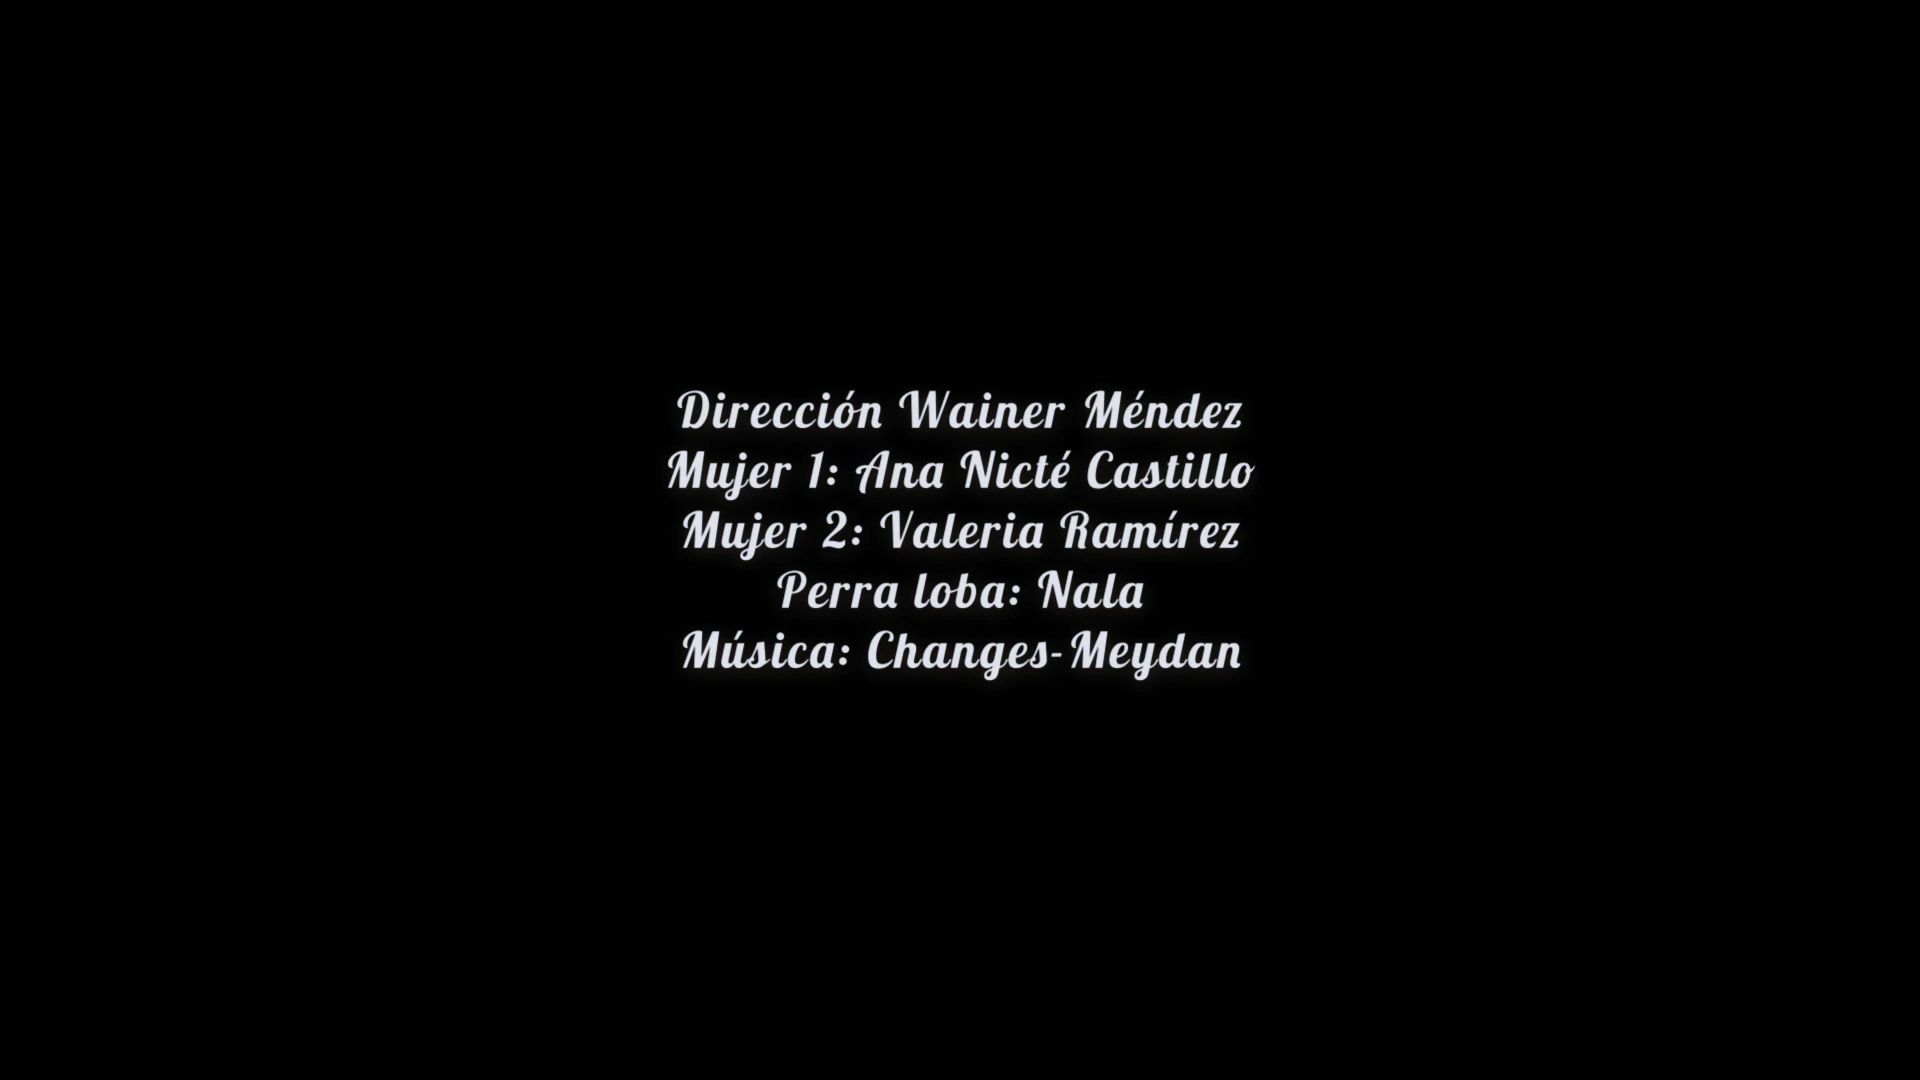 Dirección Wainer Méndez
Mujer 1: Ana Nicté Castillo
Mujer 2: Valeria Ramírez
Perra loba: Nala
Música: Changes-Meydan